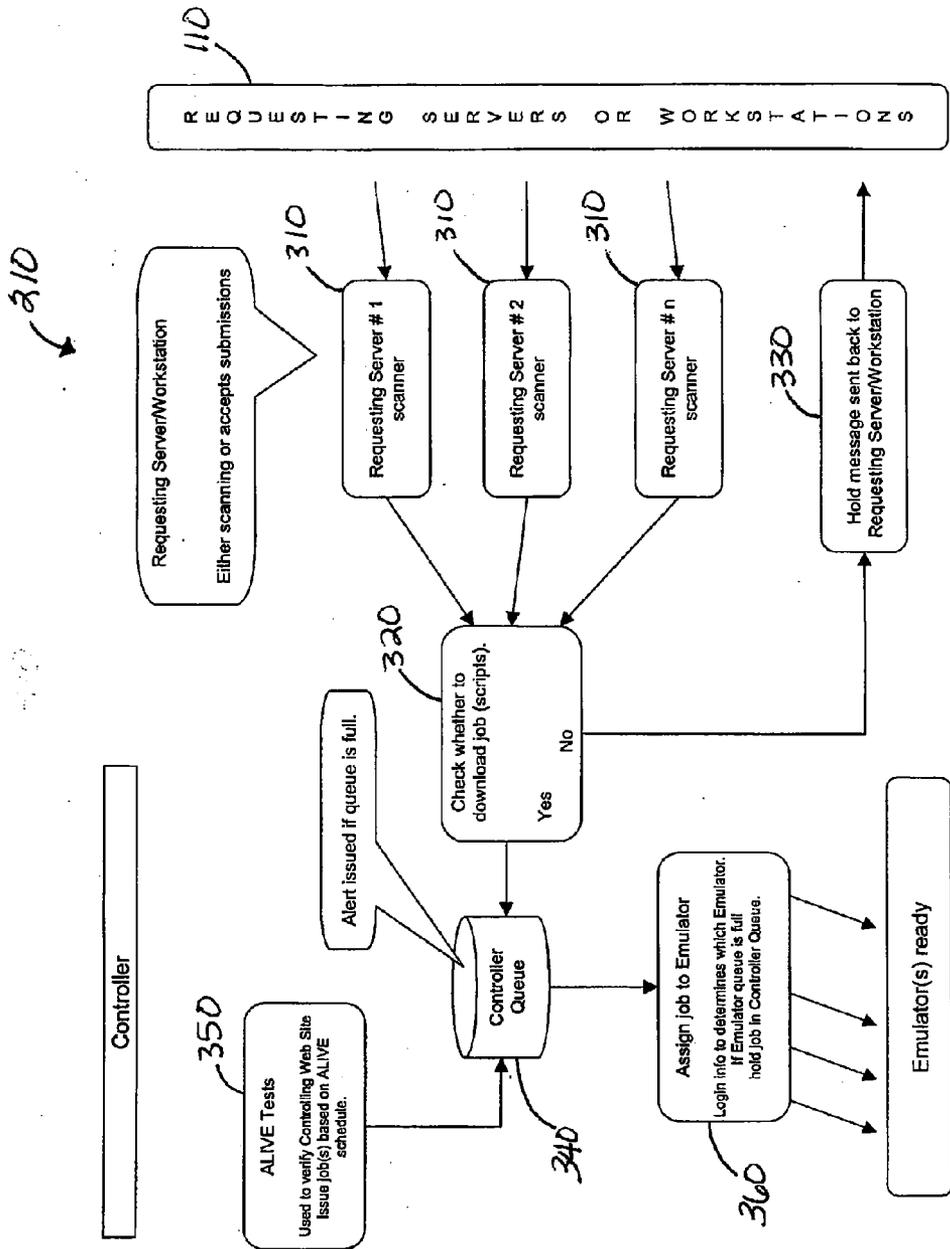 210
Controller
Requesting Server/Workstation
Either scanning or accepts submissions
110
REQUESTING SERVERS OR WORKSTATIONS
350
ALIVE Tests
Used to verify Controlling Web Site
Issue job(s) based on ALIVE
schedule.
Alert issued if queue is full.
310
Requesting Server # 1
scanner
320
Check whether to
download job (scripts).
Yes
No
310
Requesting Server # 2
scanner
Controller
Queue
340
310
Requesting Server # n
scanner
360
Assign job to Emulator
Login info to determines which Emulator.
If Emulator queue is full
hold job in Controller Queue.
330
Hold message sent back to
Requesting Server/Workstation
Emulator(s) ready